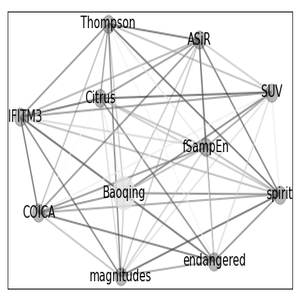 Thompson
ASiR
SUV
Citrus
IFITM3
fSampEn
Baoqing
spirit
COICA
endangered
magnitudes